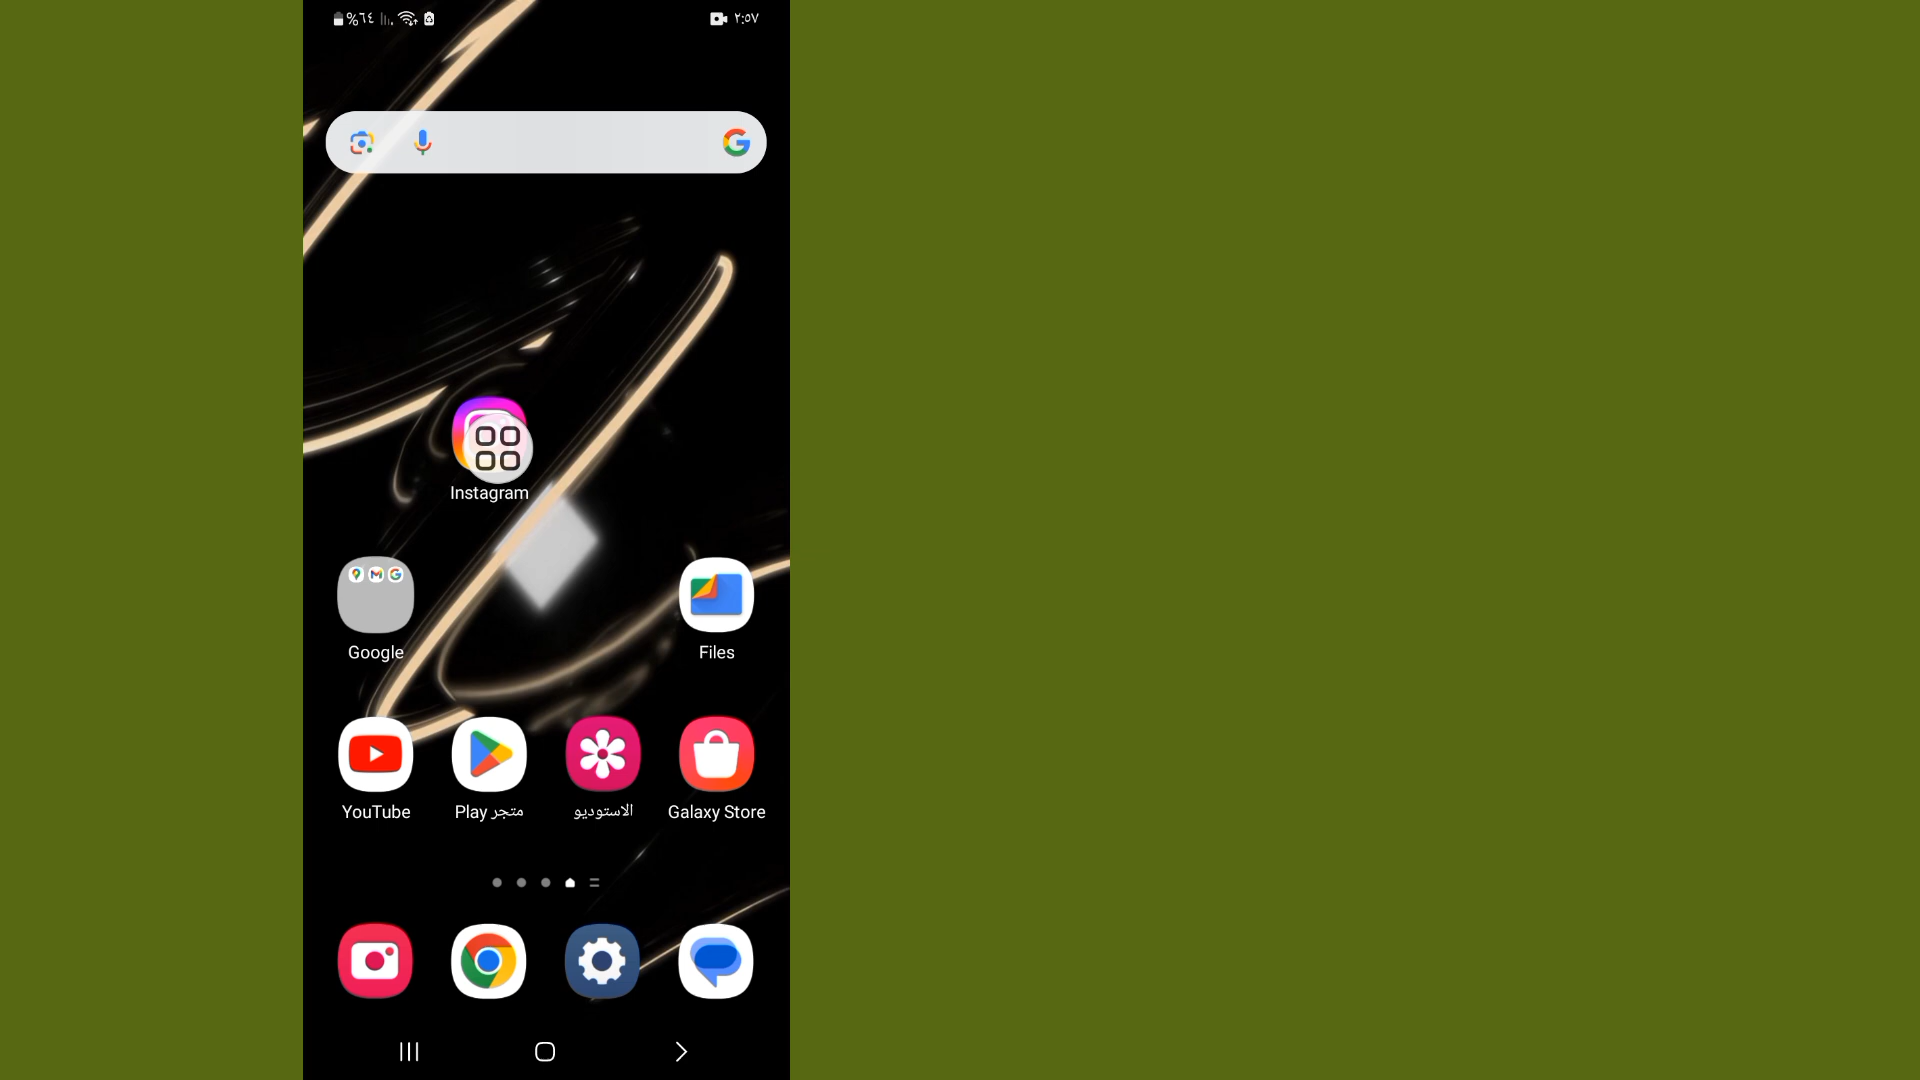 %٦٤
٢:٥٧
Instagram
Google
Files
YouTube
متجر Play
الاستوديو
Galaxy Store